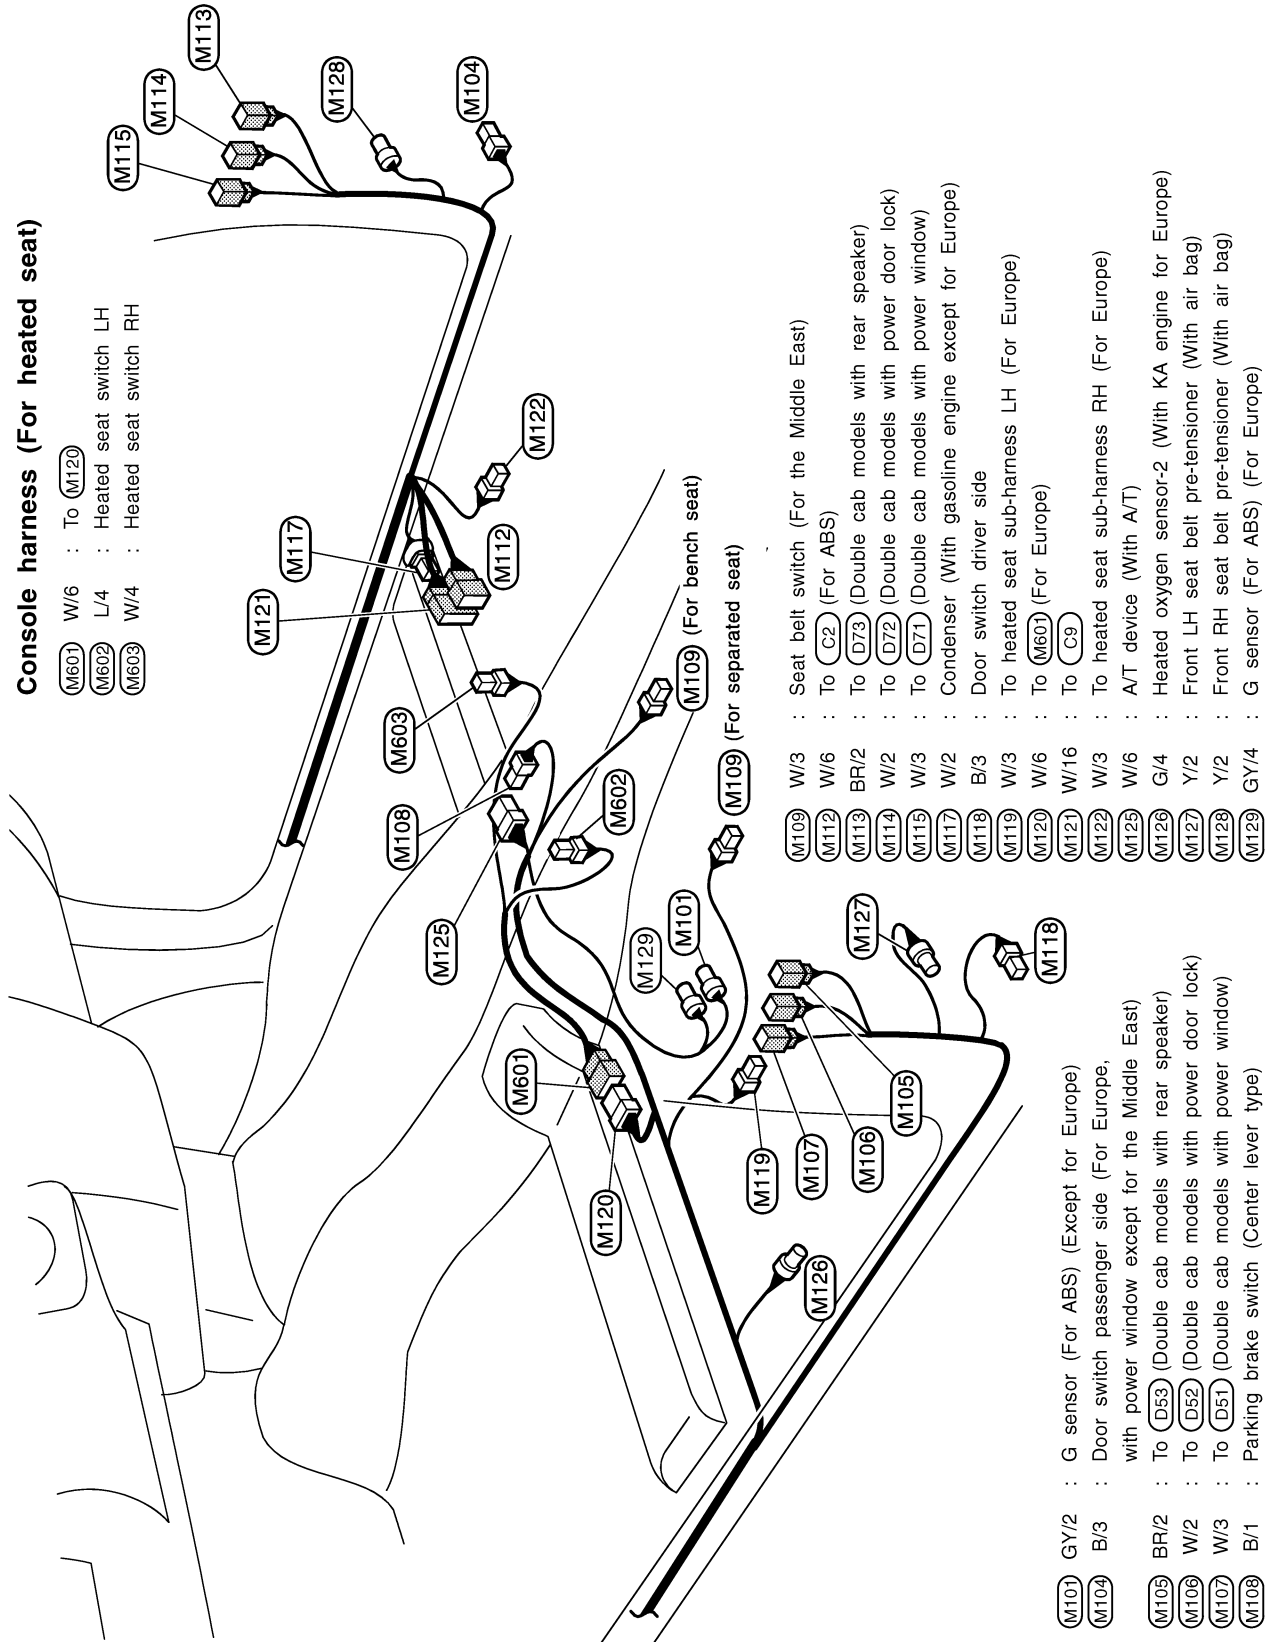 Console harness (For heated seat)
M601 W/6 : To M120
M602 L/4 : Heated seat switch LH
M603 W/4 : Heated seat switch RH
M115
M114
M113
M128
M104
M122
M117
M112
M121
M109 (For bench seat)
M603
M109 (For separated seat)
M108
M602
M125
M129
M101
M127
M118
M601
M105
M106
M107
M119
M120
M126
M101 GY/2 : G sensor (For ABS) (Except for Europe)
M104 B/3 : Door switch passenger side (For Europe,
with power window except for the Middle East)
M105 BR/2 : To D53 (Double cab models with rear speaker)
M106 W/2 : To D52 (Double cab models with power door lock)
M107 W/3 : To D51 (Double cab models with power window)
M108 B/1 : Parking brake switch (Center lever type)
M109 W/3 : Seat belt switch (For the Middle East)
M112 W/6 : To C2 (For ABS)
M113 BR/2 : To D73 (Double cab models with rear speaker)
M114 W/2 : To D72 (Double cab models with power door lock)
M115 W/3 : To D71 (Double cab models with power window)
M117 W/2 : Condenser (With gasoline engine except for Europe)
M118 B/3 : Door switch driver side
M119 W/3 : To heated seat sub-harness LH (For Europe)
M120 W/6 : To M601 (For Europe)
M121 W/16 : To C9
M122 W/3 : To heated seat sub-harness RH (For Europe)
M125 W/6 : A/T device (With A/T)
M126 G/4 : Heated oxygen sensor-2 (With KA engine for Europe)
M127 Y/2 : Front LH seat belt pre-tensioner (With air bag)
M128 Y/2 : Front RH seat belt pre-tensioner (With air bag)
M129 GY/4 : G sensor (For ABS) (For Europe)